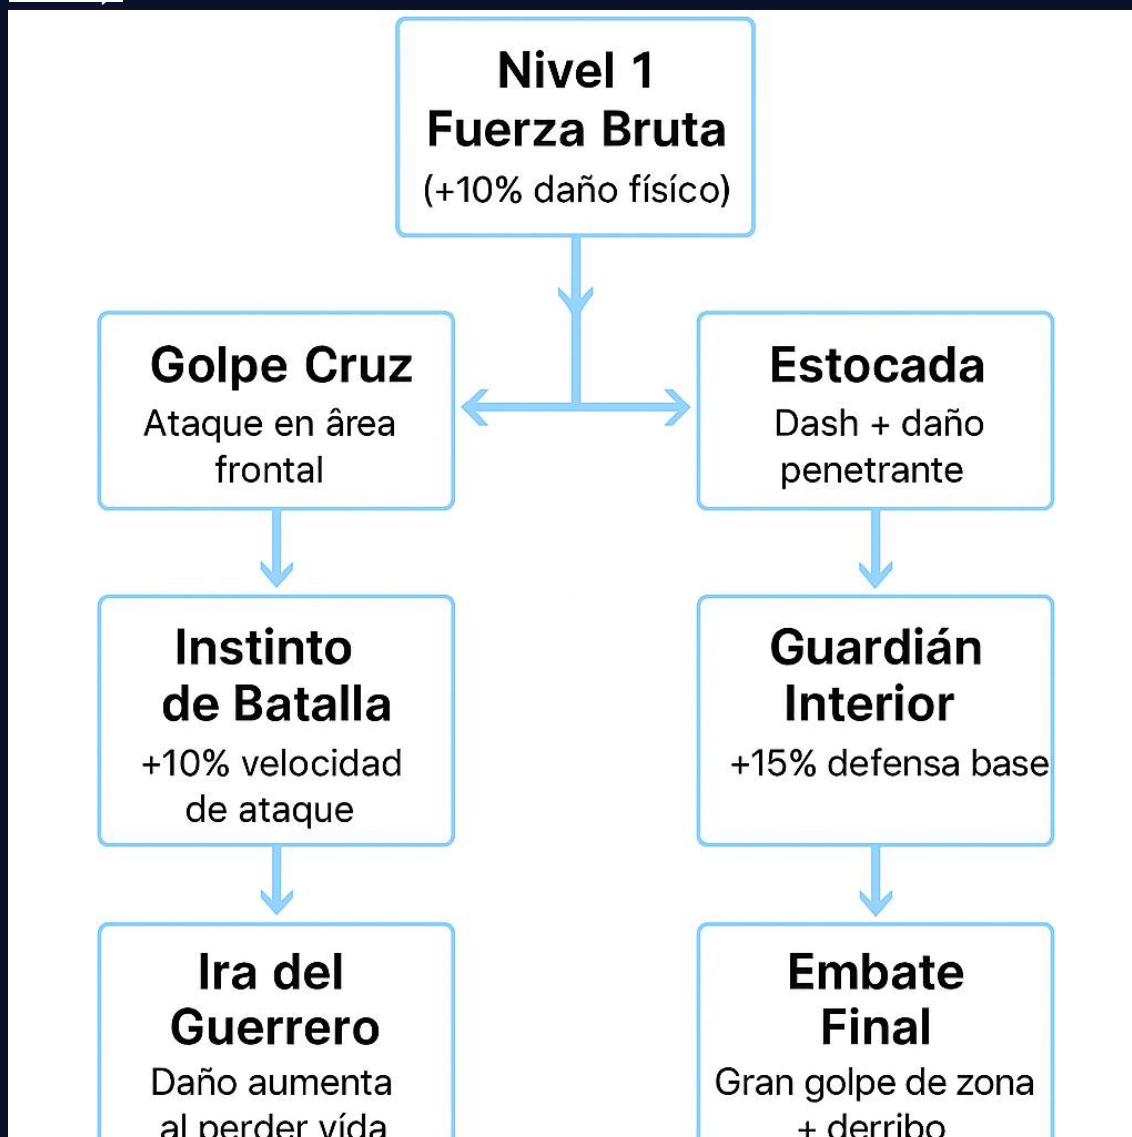 Nivel 1
Fuerza Bruta
(+10% daño físíco)
Golpe Cruz
Ataque en ârea
frontal
Estocada
Dash + daño
penetrante
Instinto
de Batalla
+10% velocidad
de ataque
Guardián
Interior
+15% defensa base
Ira del
Guerrero
Daño aumenta
al perder vída
Embate
Final
Gran golpe de zona
+ derribo